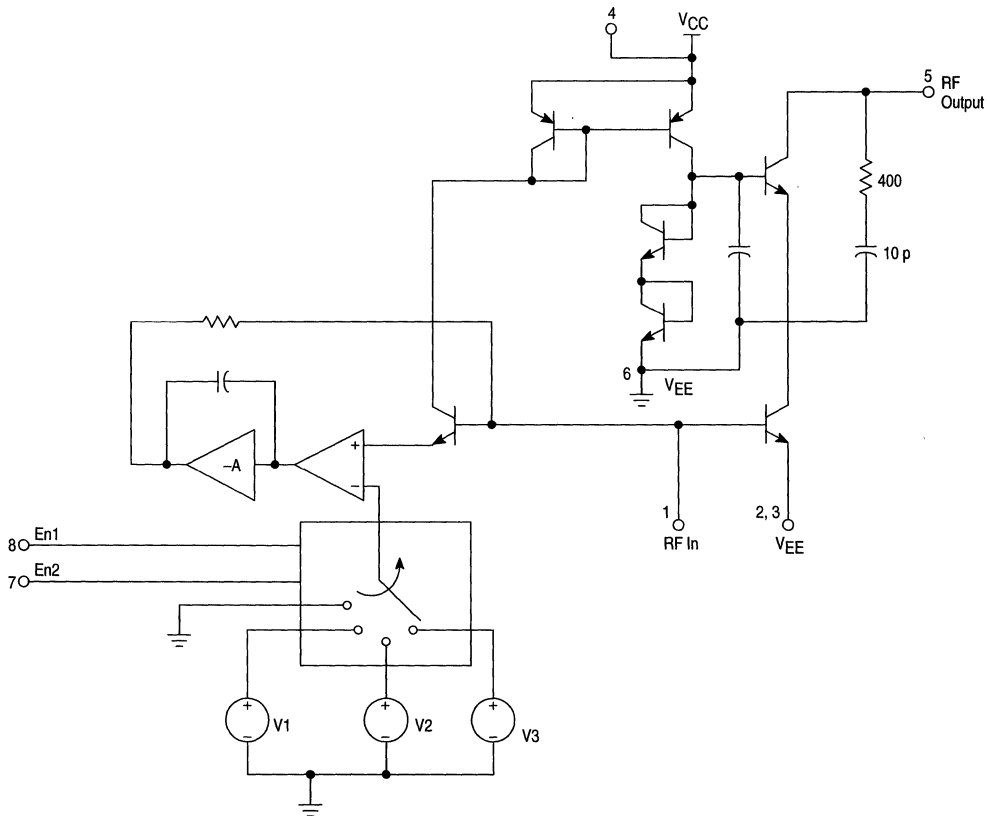 4
VCC
5 RF
Output
400
10 p
6
VEE
+
–
–A
1
RF In
2, 3
VEE
8 En1
7 En2
+
–
V1
+
–
V2
+
–
V3